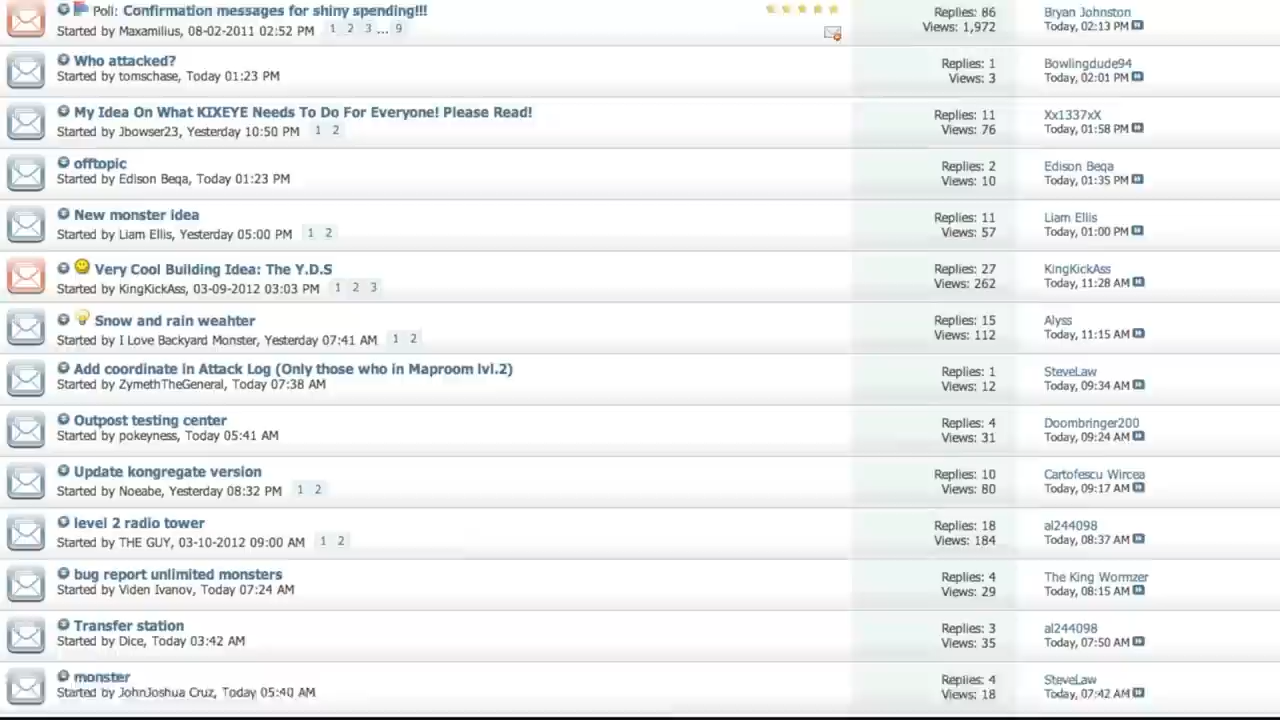 Poll: Confirmation messages for shiny spending!!!
Started by Maxamilius, 08-02-2011 02:52 PM 1 2 3 ... 9
Replies: 86
Views: 1,972
Bryan Johnston
Today, 02:13 PM
Who attacked?
Started by tomschase, Today 01:23 PM
Replies: 1
Views: 3
Bowlingdude94
Today, 02:01 PM
My Idea On What KIXEYE Needs To Do For Everyone! Please Read!
Started by Jbowser23, Yesterday 10:50 PM 1 2
Replies: 11
Views: 76
Xx1337xX
Today, 01:58 PM
offtopic
Started by Edison Beqa, Today 01:23 PM
Replies: 2
Views: 10
Edison Beqa
Today, 01:35 PM
New monster idea
Started by Liam Ellis, Yesterday 05:00 PM 1 2
Replies: 11
Views: 57
Liam Ellis
Today, 01:00 PM
Very Cool Building Idea: The Y.D.S
Started by KingKickAss, 03-09-2012 03:03 PM 1 2 3
Replies: 27
Views: 262
KingKickAss
Today, 11:28 AM
Snow and rain weahter
Started by I Love Backyard Monster, Yesterday 07:41 AM 1 2
Replies: 15
Views: 112
Alyss
Today, 11:15 AM
Add coordinate in Attack Log (Only those who in Maproom lvl.2)
Started by ZymethTheGeneral, Today 07:38 AM
Replies: 1
Views: 12
SteveLaw
Today, 09:34 AM
Outpost testing center
Started by pokeyness, Today 05:41 AM
Replies: 4
Views: 31
Doombringer200
Today, 09:24 AM
Update kongregate version
Started by Noeabe, Yesterday 08:32 PM 1 2
Replies: 10
Views: 80
Cartofescu Wircea
Today, 09:17 AM
level 2 radio tower
Started by THE GUY, 03-10-2012 09:00 AM 1 2
Replies: 18
Views: 184
al244098
Today, 08:37 AM
bug report unlimited monsters
Started by Viden Ivanov, Today 07:24 AM
Replies: 4
Views: 29
The King Wormzer
Today, 08:15 AM
Transfer station
Started by Dice, Today 03:42 AM
Replies: 3
Views: 35
al244098
Today, 07:50 AM
monster
Started by JohnJoshua Cruz, Today 05:40 AM
Replies: 4
Views: 18
SteveLaw
Today, 07:42 AM